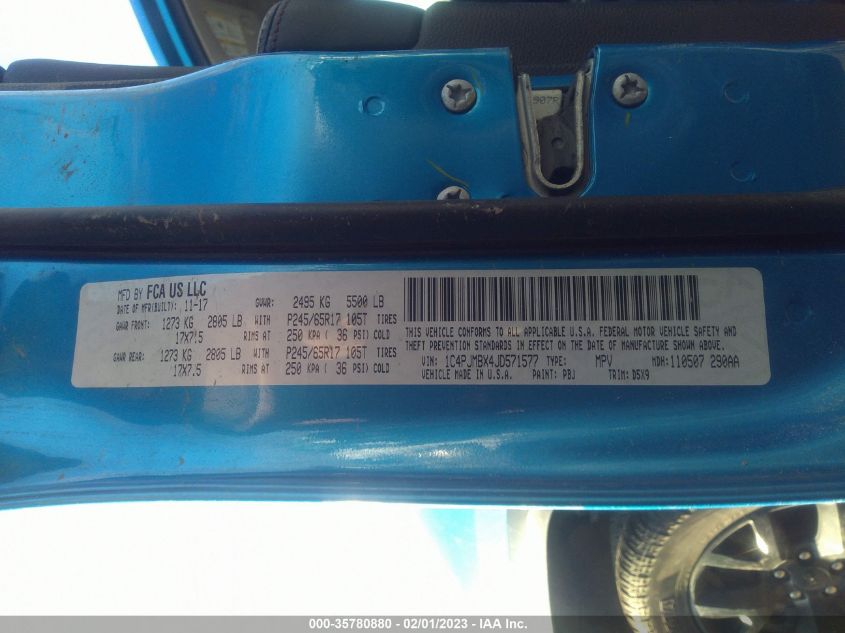 907P
MFD BY FCA US LLC
DATE OF MFR(BUILT): 11-17
GVWR: 2495 KG 5500 LB
GAWR FRONT: 1273 KG 2805 LB WITH P245/65R17 105T TIRES
17X7.5 RIMS AT 250 KPA ( 36 PSI) COLD
GAWR REAR: 1273 KG 2805 LB WITH P245/65R17 105T TIRES
17X7.5 RIMS AT 250 KPA ( 36 PSI) COLD
THIS VEHICLE CONFORMS TO ALL APPLICABLE U.S.A. FEDERAL MOTOR VEHICLE SAFETY AND
THEFT PREVENTION STANDARDS IN EFFECT ON THE DATE OF MANUFACTURE SHOWN ABOVE.
VIN: 1C4PJMBX4JD571577 TYPE: MPV MDH: 110507 290AA
VEHICLE MADE IN U.S.A. PAINT: PBJ TRIM: D5X9
000-35780880 - 02/01/2023 - IAA Inc.